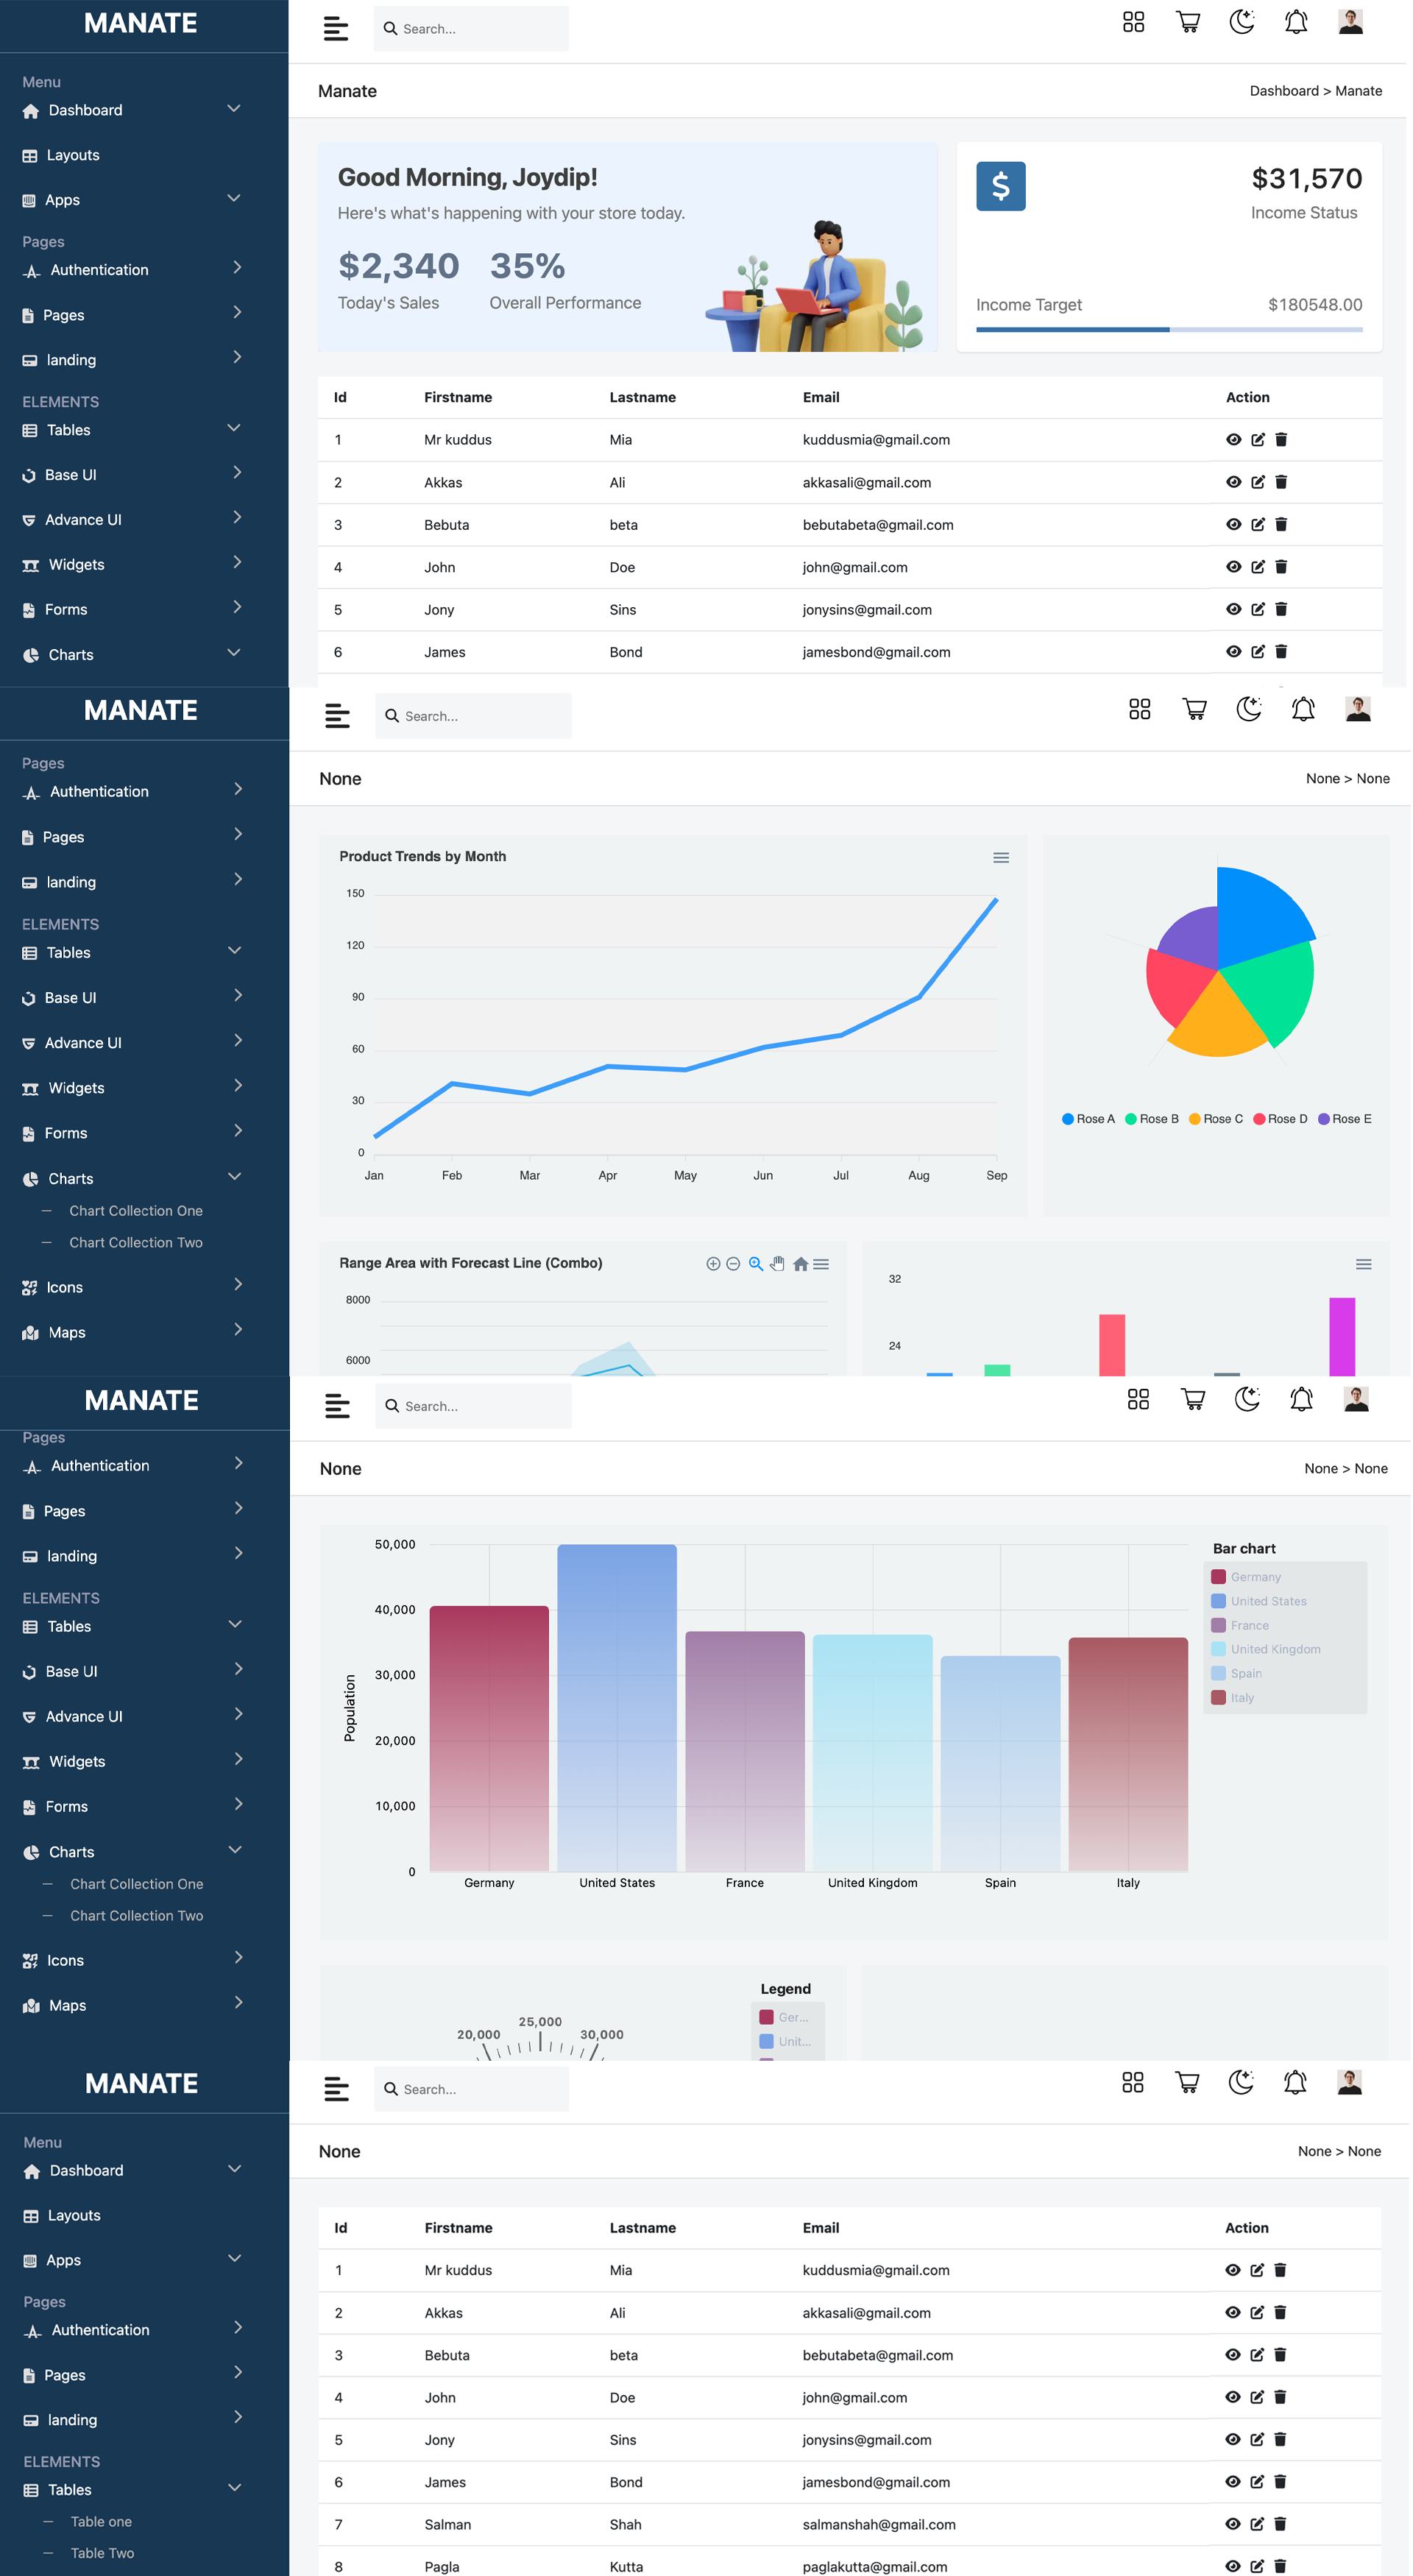 MANATE
Search...
Menu
Dashboard
Layouts
Apps
Pages
Authentication
Pages
landing
ELEMENTS
Tables
Base UI
Advance UI
Widgets
Forms
Charts
Manate
Dashboard > Manate
Good Morning, Joydip!
Here's what's happening with your store today.
$2,340 35%
Today's Sales Overall Performance
$31,570
Income Status
Income Target $180548.00
Id Firstname Lastname Email Action
1 Mr kuddus Mia kuddusmia@gmail.com
2 Akkas Ali akkasali@gmail.com
3 Bebuta beta bebutabeta@gmail.com
4 John Doe john@gmail.com
5 Jony Sins jonysins@gmail.com
6 James Bond jamesbond@gmail.com
MANATE
Search...
Pages
Authentication
Pages
landing
ELEMENTS
Tables
Base UI
Advance UI
Widgets
Forms
Charts
Chart Collection One
Chart Collection Two
Icons
Maps
None
None > None
Product Trends by Month
150
120
90
60
30
0
Jan Feb Mar Apr May Jun Jul Aug Sep
Rose A Rose B Rose C Rose D Rose E
Range Area with Forecast Line (Combo)
8000
6000
32
24
MANATE
Search...
Pages
Authentication
Pages
landing
ELEMENTS
Tables
Base UI
Advance UI
Widgets
Forms
Charts
Chart Collection One
Chart Collection Two
Icons
Maps
None
None > None
Population
50,000
40,000
30,000
20,000
10,000
0
Germany United States France United Kingdom Spain Italy
Bar chart
Germany
United States
France
United Kingdom
Spain
Italy
20,000 25,000 30,000
Legend
Ger...
Unit...
MANATE
Search...
Menu
Dashboard
Layouts
Apps
Pages
Authentication
Pages
landing
ELEMENTS
Tables
Table one
Table Two
None
None > None
Id Firstname Lastname Email Action
1 Mr kuddus Mia kuddusmia@gmail.com
2 Akkas Ali akkasali@gmail.com
3 Bebuta beta bebutabeta@gmail.com
4 John Doe john@gmail.com
5 Jony Sins jonysins@gmail.com
6 James Bond jamesbond@gmail.com
7 Salman Shah salmanshah@gmail.com
8 Pagla Kutta paglakutta@gmail.com